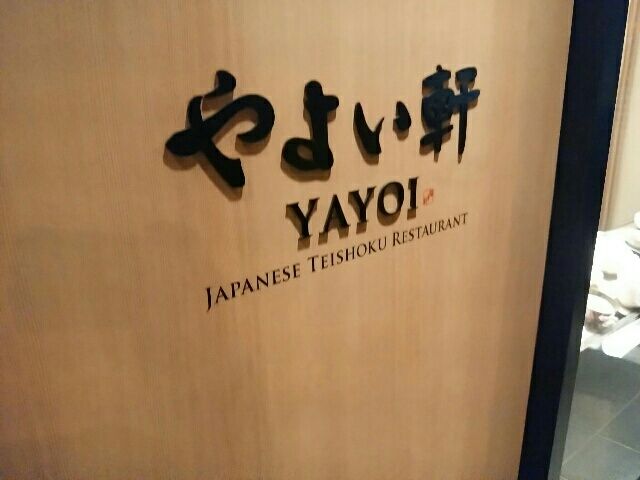 やよい軒
YAYOI
JAPANESE TEISHOKU RESTAURANT